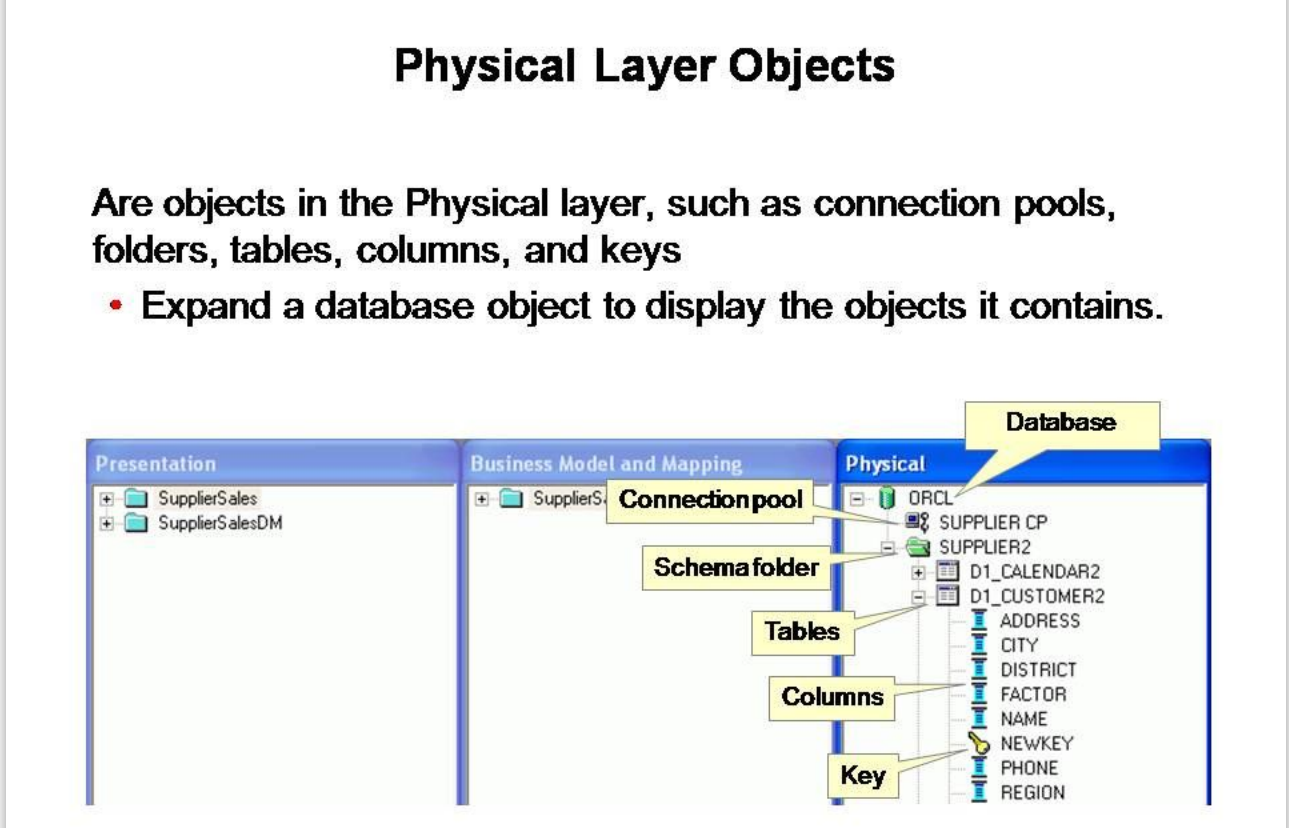 Physical Layer Objects
Are objects in the Physical layer, such as connection pools,
folders, tables, columns, and keys
• Expand a database object to display the objects it contains.
Database
Presentation
SupplierSales
SupplierSalesDM
Business Model and Mapping
SupplierS
Physical
Connection pool
Schema folder
Tables
Columns
Key
ORCL
SUPPLIER CP
SUPPLIER2
D1_CALENDAR2
D1_CUSTOMER2
ADDRESS
CITY
DISTRICT
FACTOR
NAME
NEWKEY
PHONE
REGION